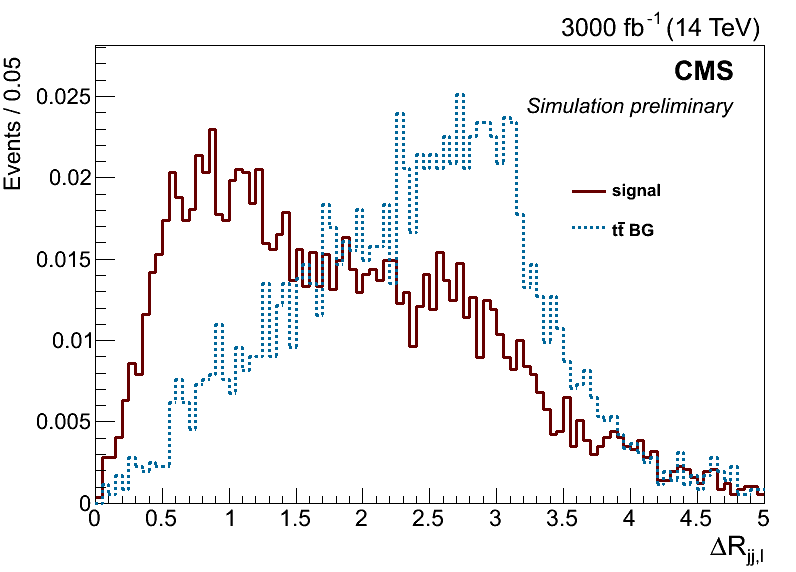 3000 fb⁻¹ (14 TeV)
Events / 0.05
CMS
Simulation preliminary
0.025
0.02
signal
tt̄ BG
0.015
0.01
0.005
0
0 0.5 1 1.5 2 2.5 3 3.5 4 4.5 5
ΔR_jj,l